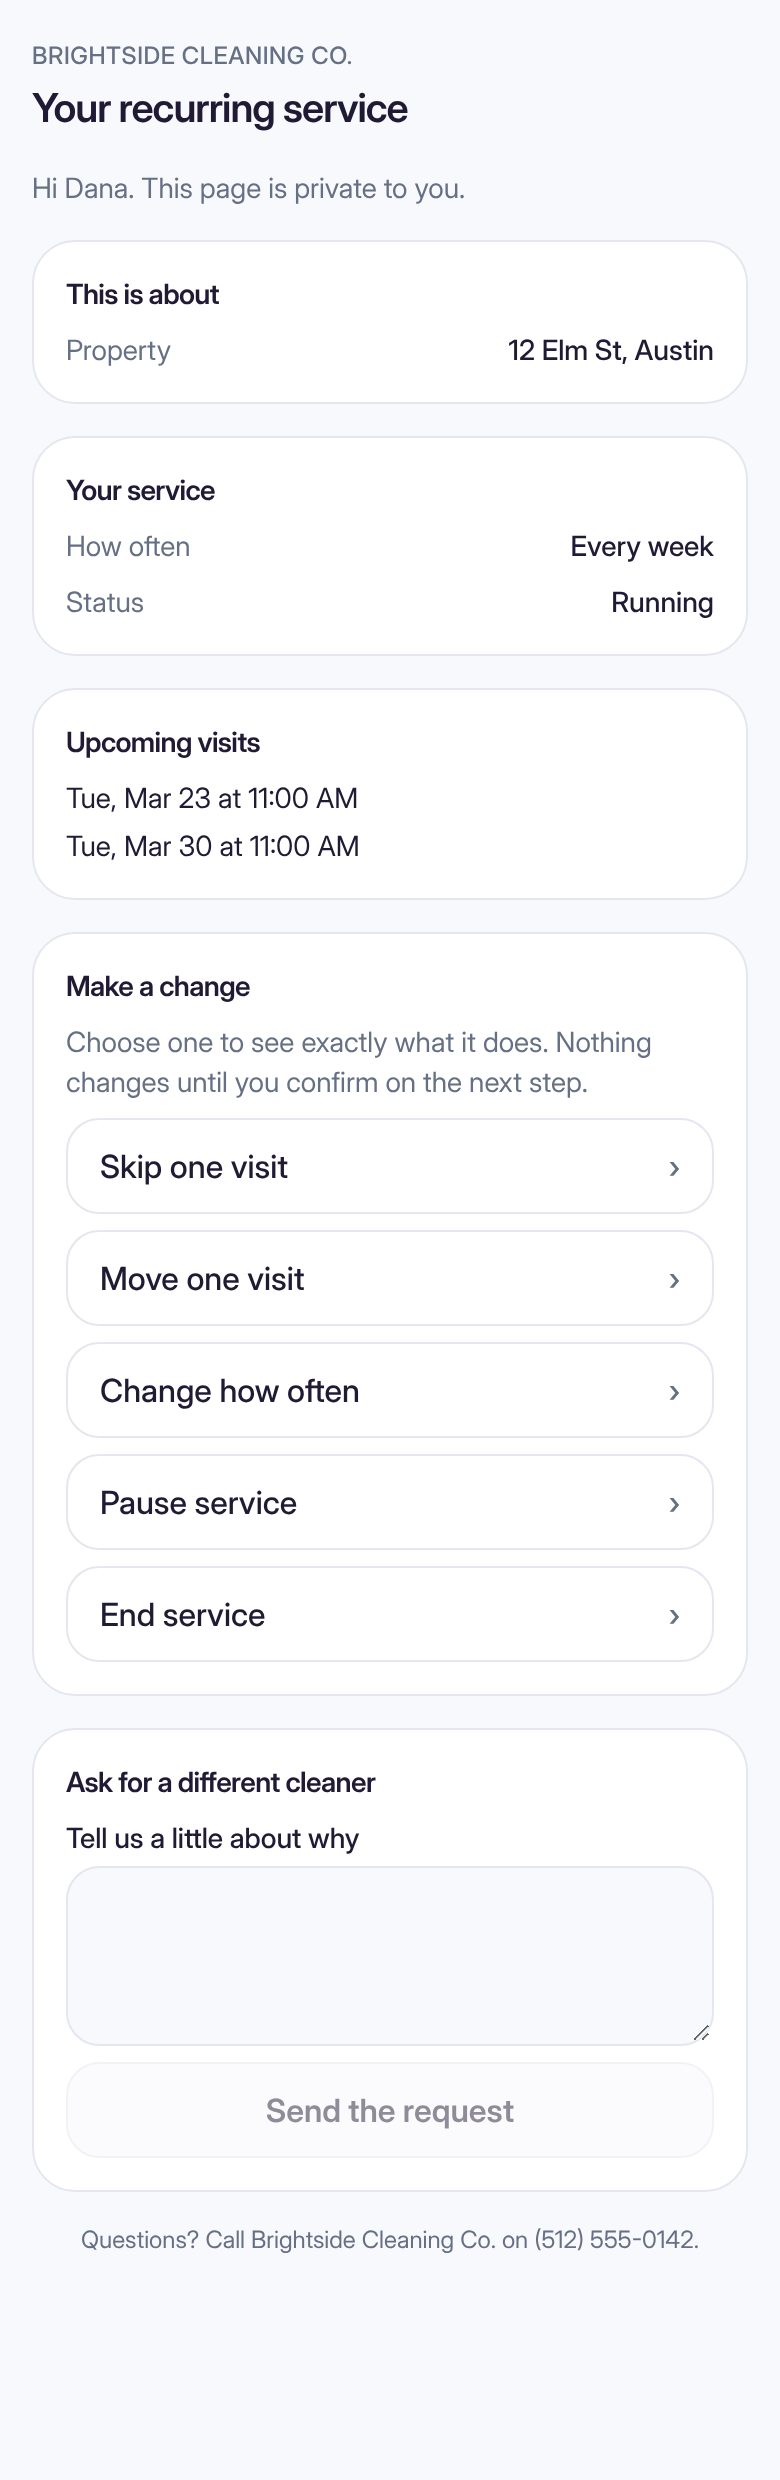 BRIGHTSIDE CLEANING CO.
Your recurring service
Hi Dana. This page is private to you.
This is about
Property 12 Elm St, Austin
Your service
How often Every week
Status Running
Upcoming visits
Tue, Mar 23 at 11:00 AM
Tue, Mar 30 at 11:00 AM
Make a change
Choose one to see exactly what it does. Nothing
changes until you confirm on the next step.
Skip one visit ›
Move one visit ›
Change how often ›
Pause service ›
End service ›
Ask for a different cleaner
Tell us a little about why
Send the request
Questions? Call Brightside Cleaning Co. on (512) 555-0142.